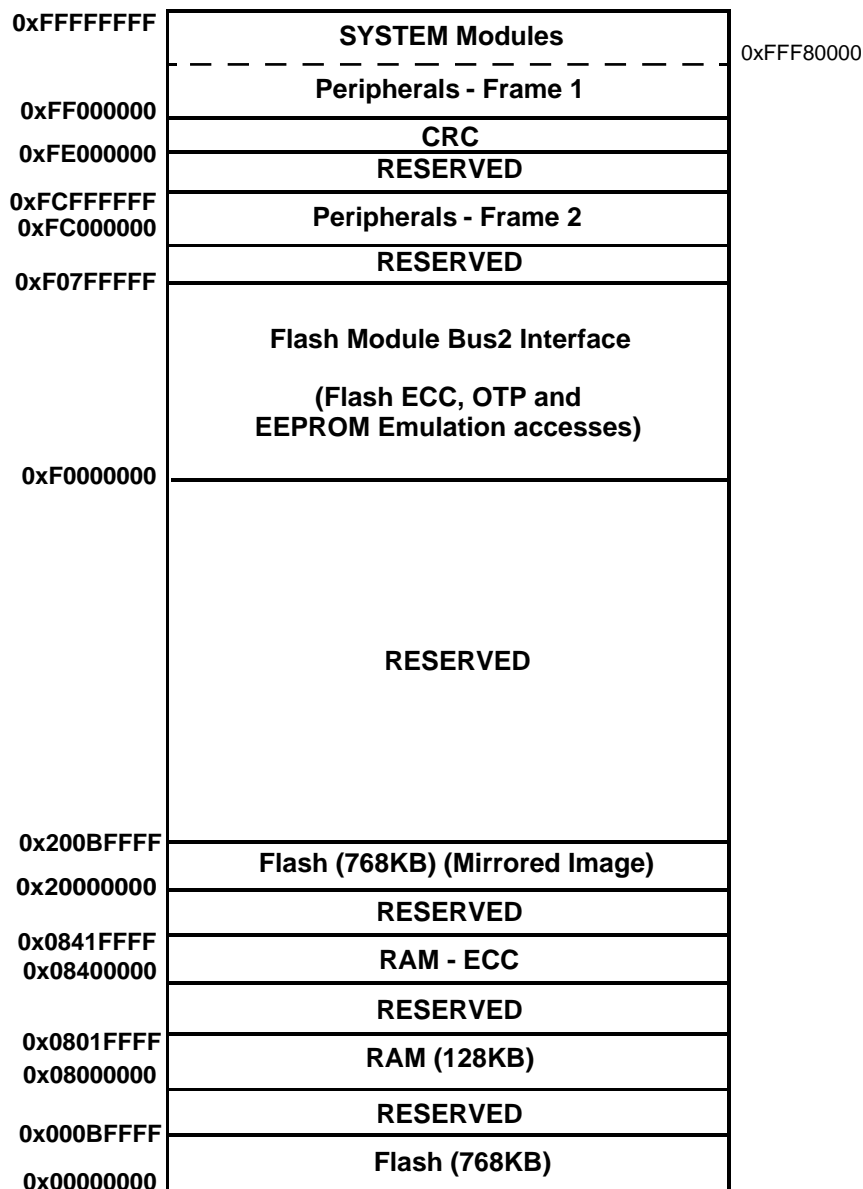 0xFFFFFFFF
SYSTEM Modules
0xFFF80000
Peripherals - Frame 1
0xFF000000
CRC
0xFE000000
RESERVED
0xFCFFFFFF
Peripherals - Frame 2
0xFC000000
RESERVED
0xF07FFFFF
Flash Module Bus2 Interface
(Flash ECC, OTP and
EEPROM Emulation accesses)
0xF0000000
RESERVED
0x200BFFFF
Flash (768KB) (Mirrored Image)
0x20000000
RESERVED
0x0841FFFF
RAM - ECC
0x08400000
RESERVED
0x0801FFFF
RAM (128KB)
0x08000000
RESERVED
0x000BFFFF
Flash (768KB)
0x00000000